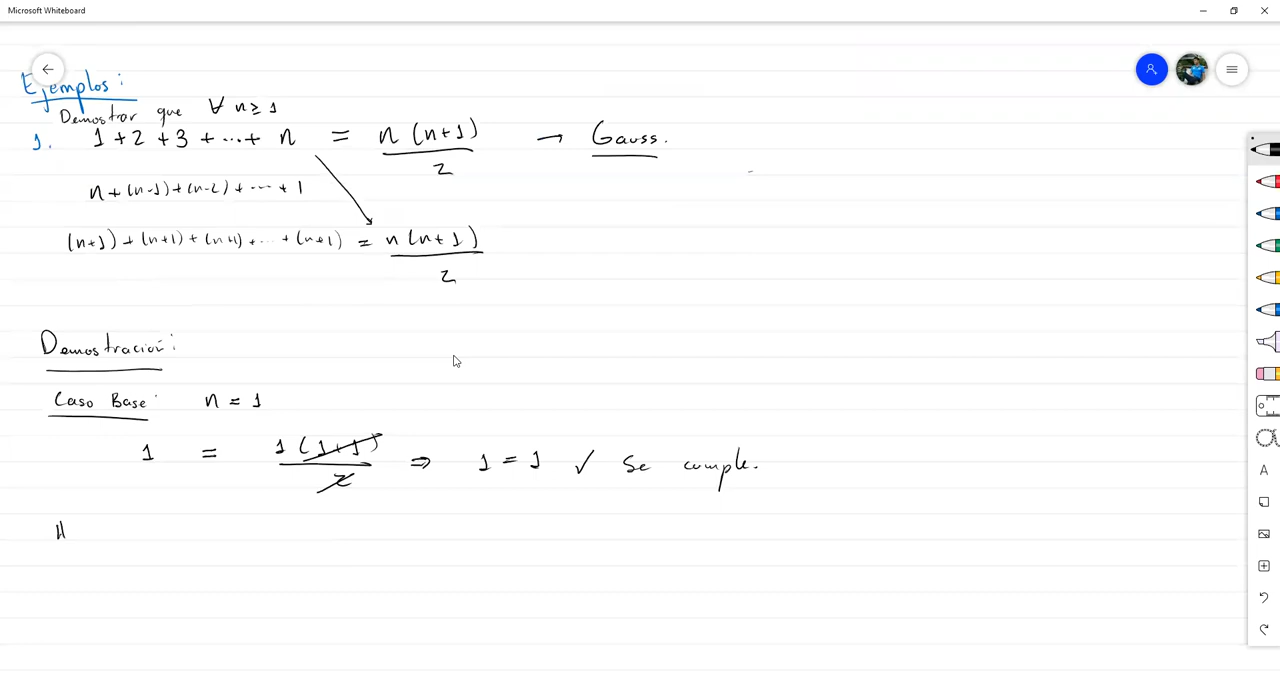 Microsoft Whiteboard
Ejemplos:
Demostrar que ∀ n ≥ 1
1. 1 + 2 + 3 + ... + n = n (n+1) / 2 → Gauss.
n + (n-1) + (n-2) + ... + 1
(n+1) + (n+1) + (n+1) + ... + (n+1) = n (n+1) / 2
Demostración:
Caso Base: n = 1
1 = 1 (1+1) / 2 ⇒ 1 = 1 ✓ Se cumple.
H